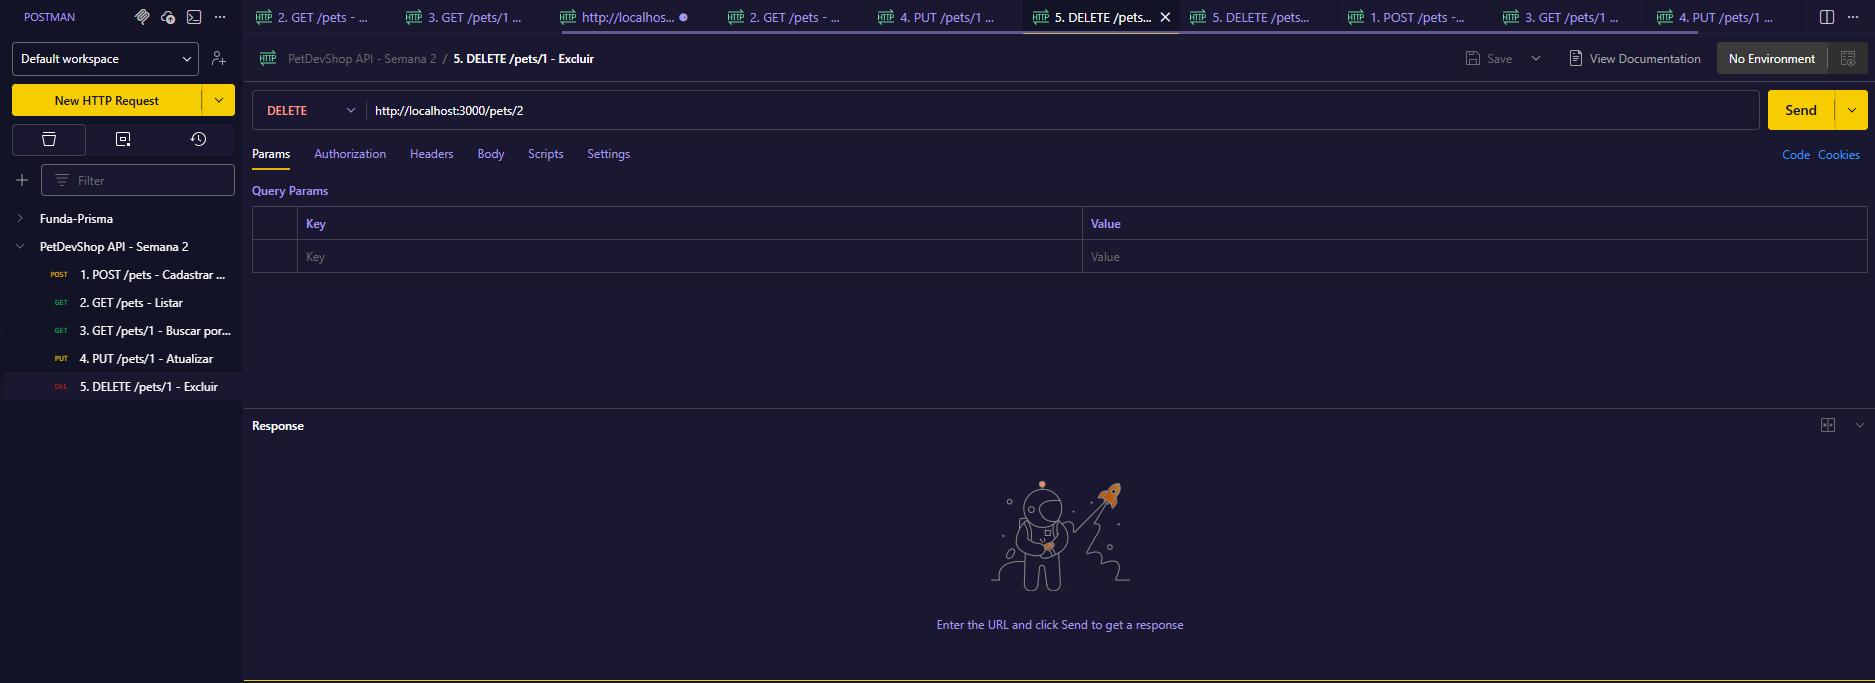 POSTMAN
2. GET /pets - ...
3. GET /pets/1 ...
http://localhos...
2. GET /pets - ...
4. PUT /pets/1 ...
5. DELETE /pets...
5. DELETE /pets...
1. POST /pets -...
3. GET /pets/1 ...
4. PUT /pets/1 ...
Default workspace
New HTTP Request
Filter
Funda-Prisma
PetDevShop API - Semana 2
POST 1. POST /pets - Cadastrar ...
GET 2. GET /pets - Listar
GET 3. GET /pets/1 - Buscar por...
PUT 4. PUT /pets/1 - Atualizar
DEL 5. DELETE /pets/1 - Excluir
HTTP PetDevShop API - Semana 2 / 5. DELETE /pets/1 - Excluir
Save
View Documentation
No Environment
DELETE http://localhost:3000/pets/2
Send
Params Authorization Headers Body Scripts Settings
Code Cookies
Query Params
Key Value
Key Value
Response
Enter the URL and click Send to get a response